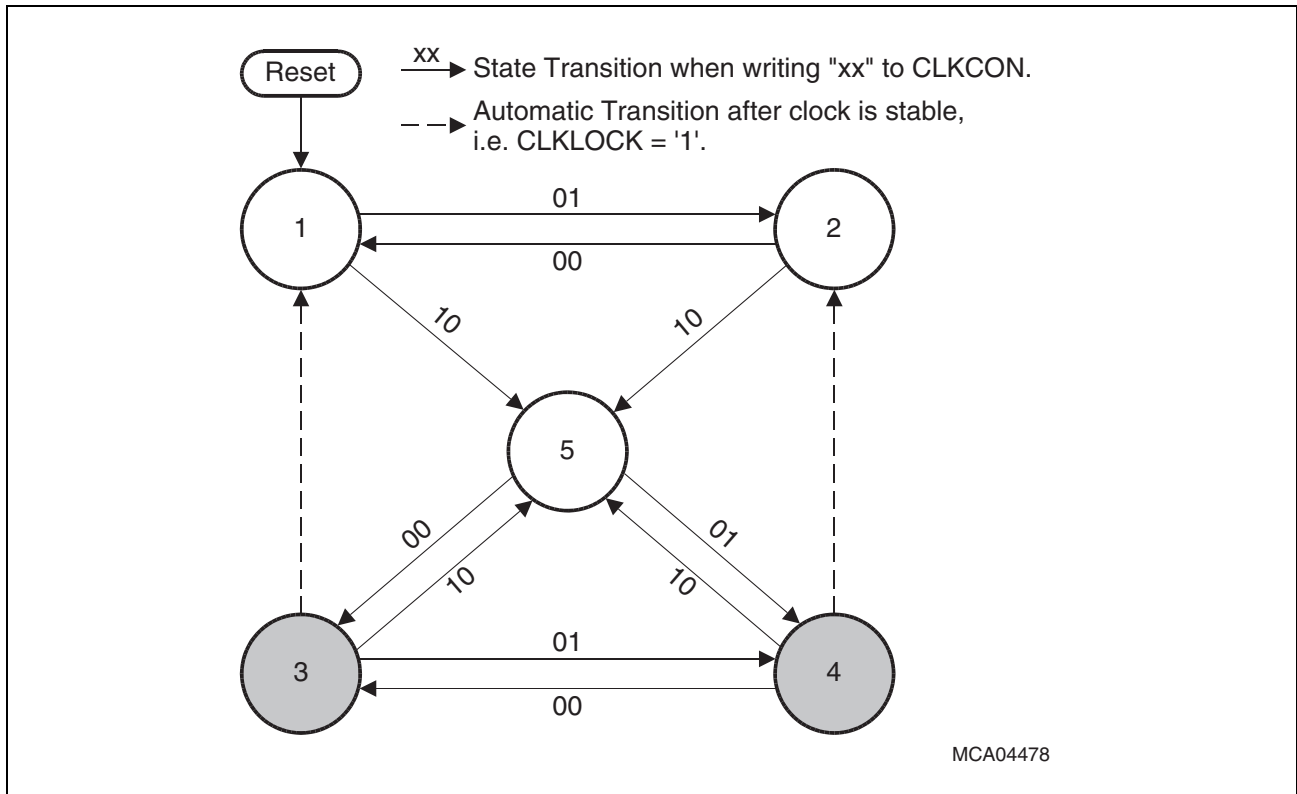 Reset
xx
State Transition when writing "xx" to CLKCON.
Automatic Transition after clock is stable,
i.e. CLKLOCK = '1'.
01
1
2
00
10
10
5
00
01
10
10
01
3
4
00
MCA04478